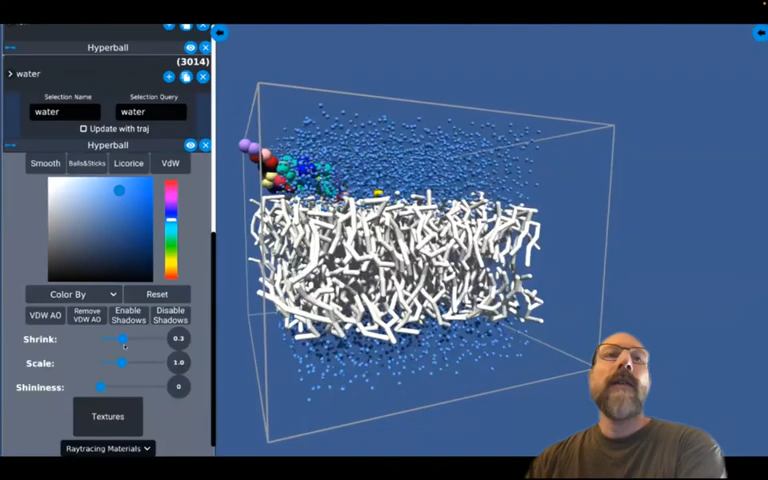 Hyperball
(3014)
water
Selection Name Selection Query
water water
Update with traj
Hyperball
Smooth Balls&Sticks Licorice VdW
Color By Reset
VDW AO Remove VDW AO Enable Shadows Disable Shadows
Shrink: 0.3
Scale: 1.0
Shininess: 0
Textures
Raytracing Materials